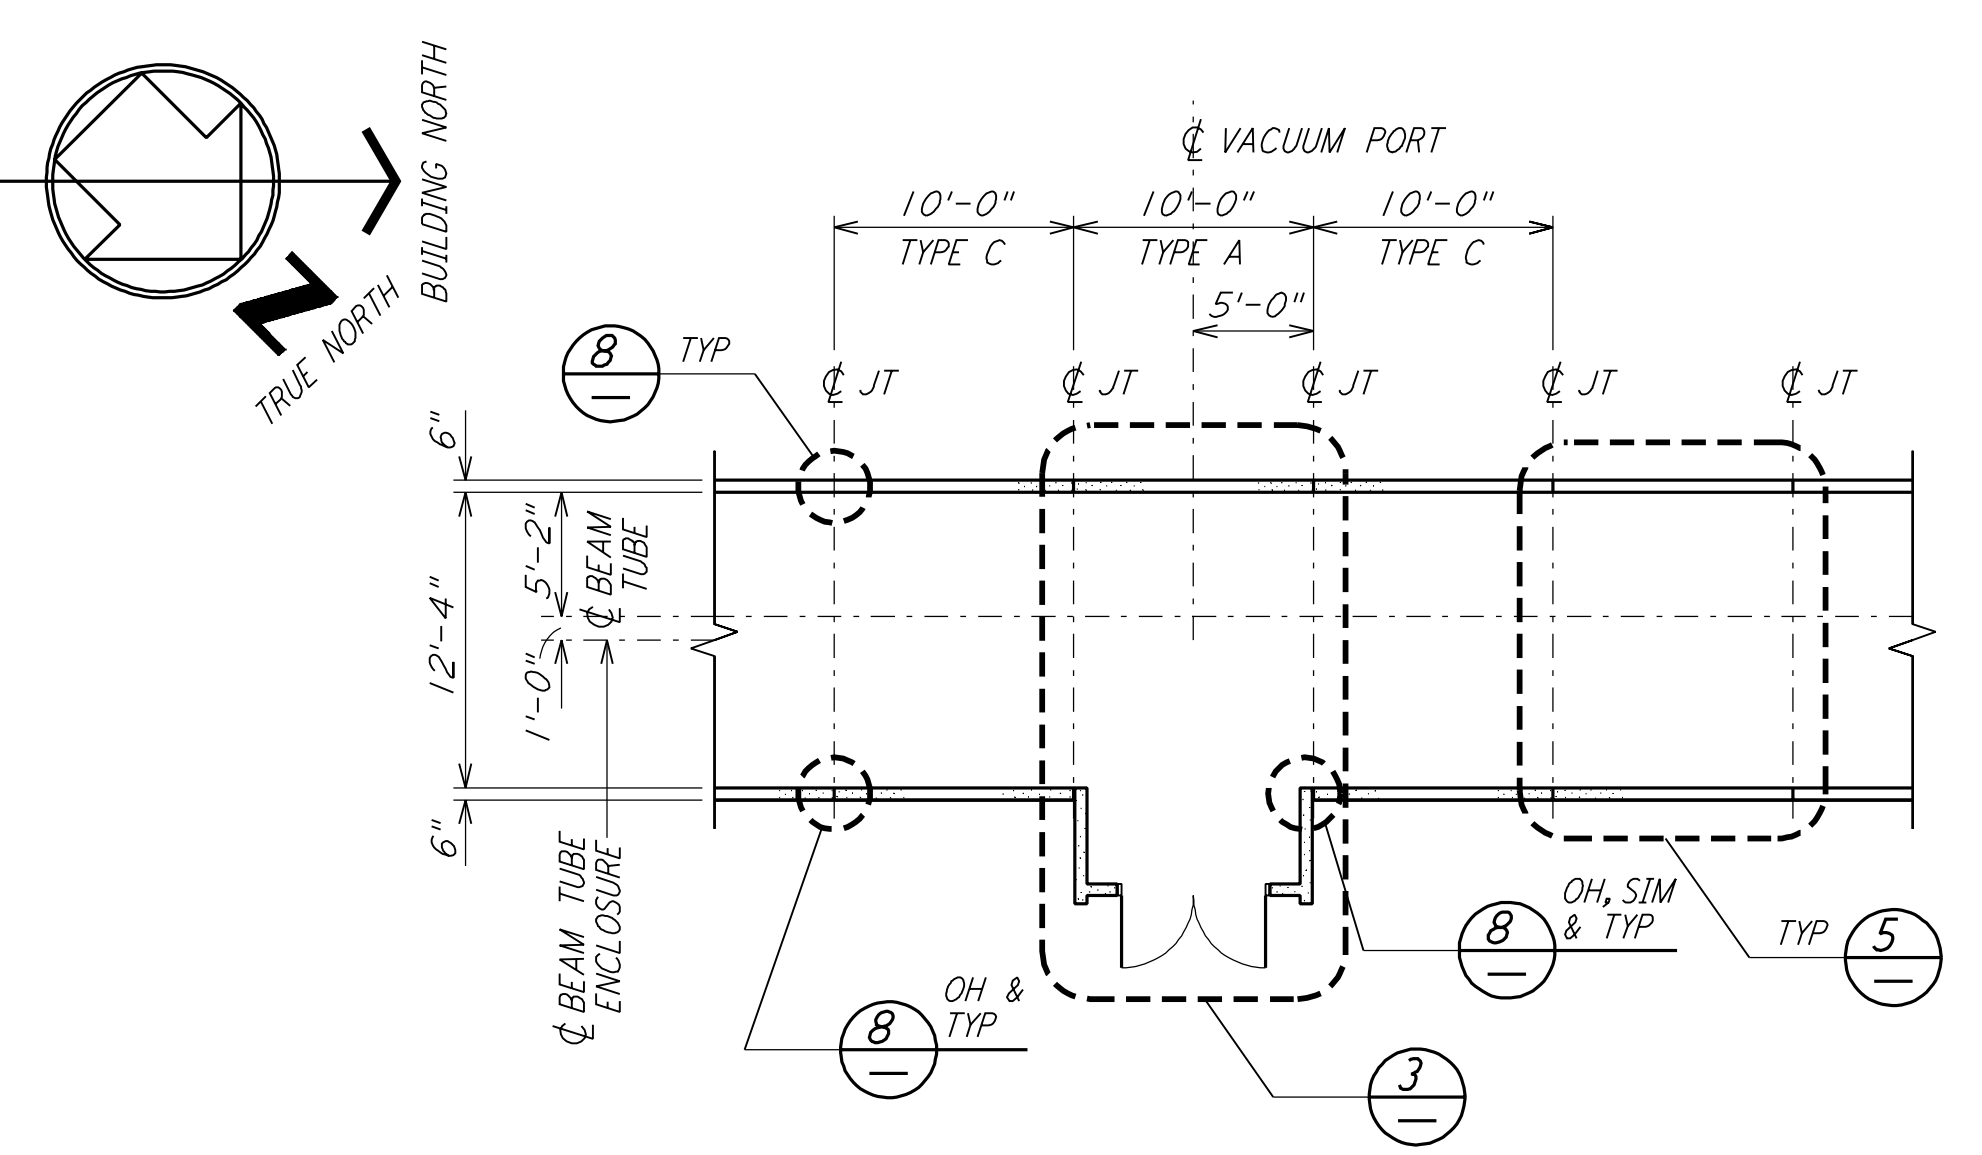 BUILDING NORTH
N
TRUE NORTH
℄ VACUUM PORT
10'-0"
10'-0"
10'-0"
TYPE C
TYPE A
TYPE C
5'-0"
8
—
TYP
℄ JT
℄ JT
℄ JT
℄ JT
℄ JT
6"
12'-4"
6"
5'-2"
1'-0"
℄ BEAM
TUBE
℄ BEAM TUBE
ENCLOSURE
OH, SIM
& TYP
8
—
TYP
5
—
OH &
TYP
8
—
3
—